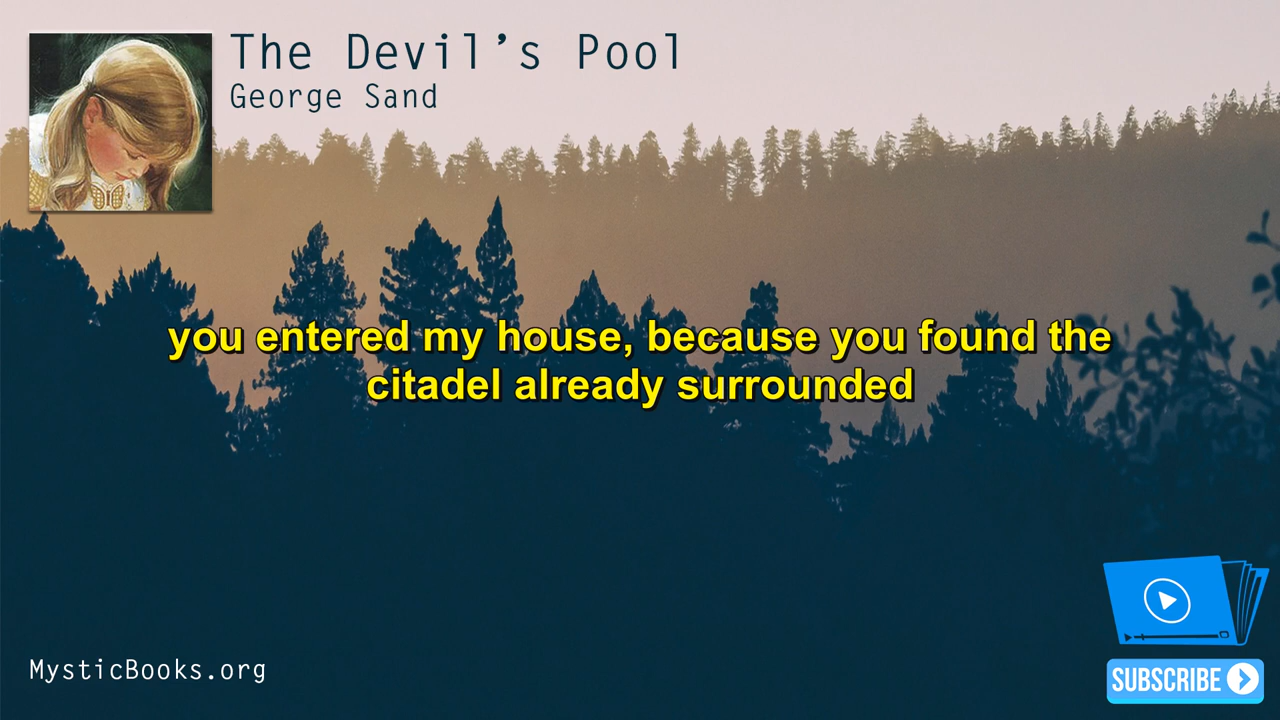 The Devil's Pool
George Sand
you entered my house, because you found the
citadel already surrounded
MysticBooks.org
SUBSCRIBE